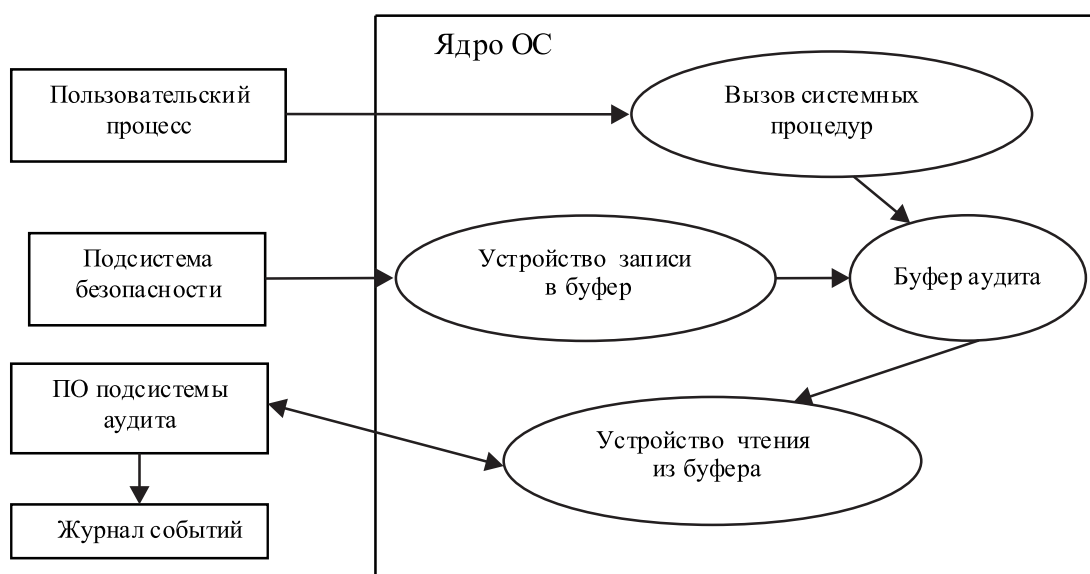 Ядро ОС
Пользовательский
процесс
Вызов системных
процедур
Подсистема
безопасности
Устройство записи
в буфер
Буфер аудита
ПО подсистемы
аудита
Устройство чтения
из буфера
Журнал событий